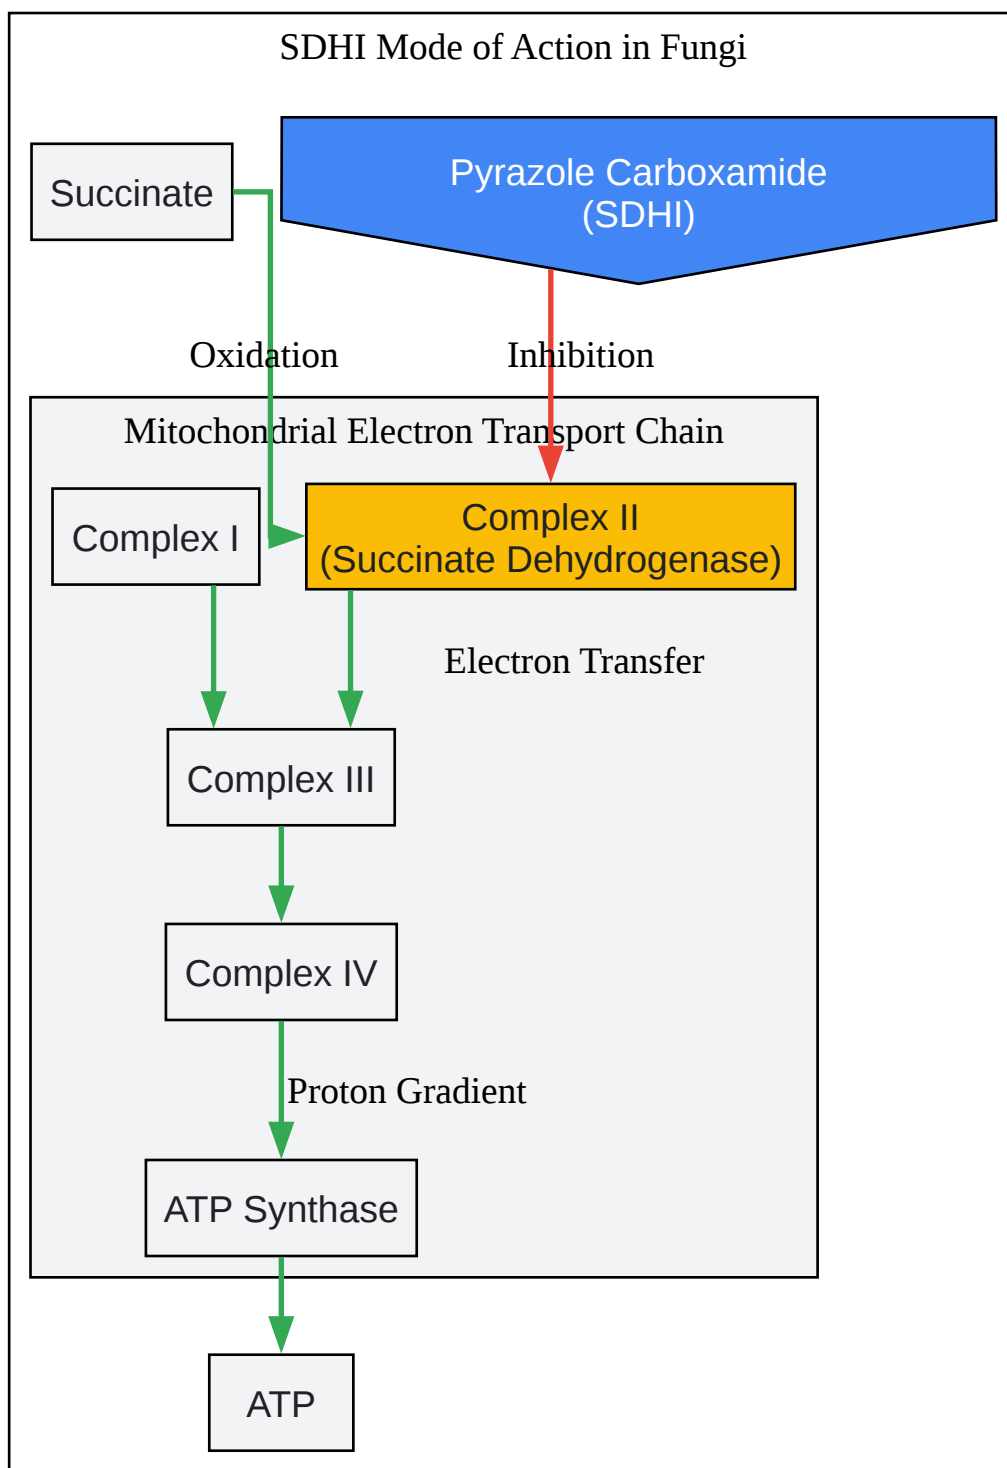 SDHI Mode of Action in Fungi
Succinate
Pyrazole Carboxamide
(SDHI)
Oxidation
Inhibition
Mitochondrial Electron Transport Chain
Complex I
Complex II
(Succinate Dehydrogenase)
Electron Transfer
Complex III
Complex IV
Proton Gradient
ATP Synthase
ATP